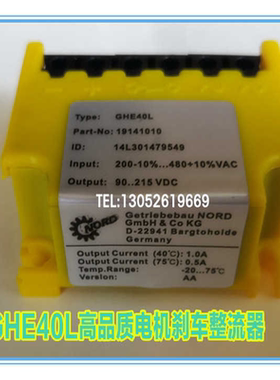 Type: GHE40L
Part-No: 19141010
ID: 14L301479549
Input: 200-10%...480+10%VAC
Output: 90..215 VDC
TEL:13052619669
NORD
Getriebebau NORD
GmbH & Co KG
D-22941 Bargteheide
Germany
Output Current (40℃): 1.0A
Output Current (75℃): 0.5A
Temp.Range: -20...75℃
Version: AA
GHE40L高品质电机刹车整流器